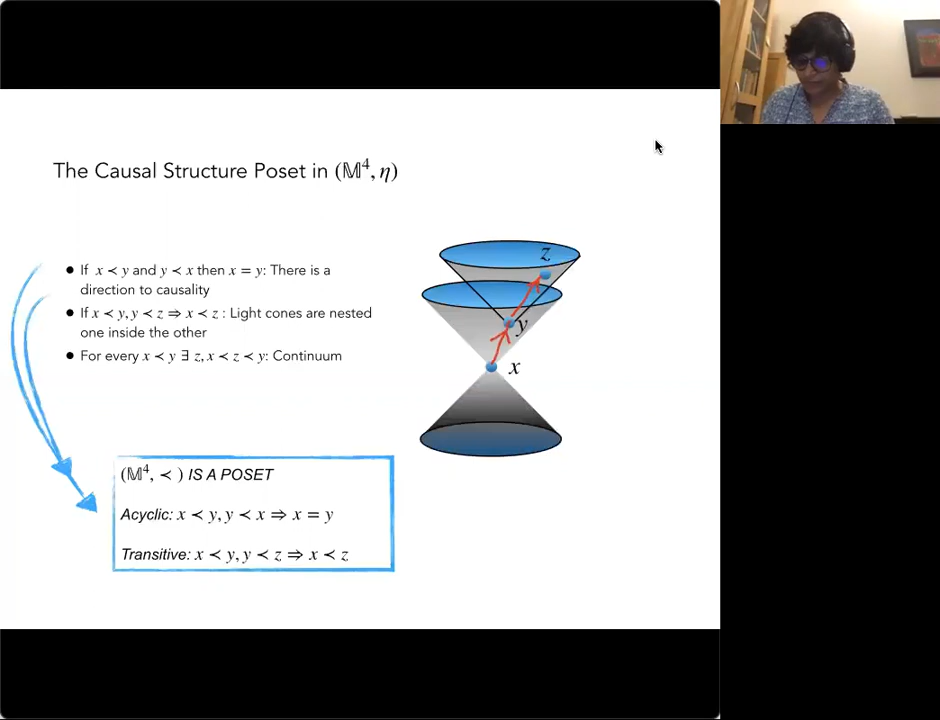 The Causal Structure Poset in (𝕄⁴, η)
● If x ≺ y and y ≺ x then x = y: There is a
direction to causality
● If x ≺ y, y ≺ z ⇒ x ≺ z : Light cones are nested
one inside the other
● For every x ≺ y ∃ z, x ≺ z ≺ y: Continuum
z
y
x
(𝕄⁴, ≺ ) IS A POSET
Acyclic: x ≺ y, y ≺ x ⇒ x = y
Transitive: x ≺ y, y ≺ z ⇒ x ≺ z